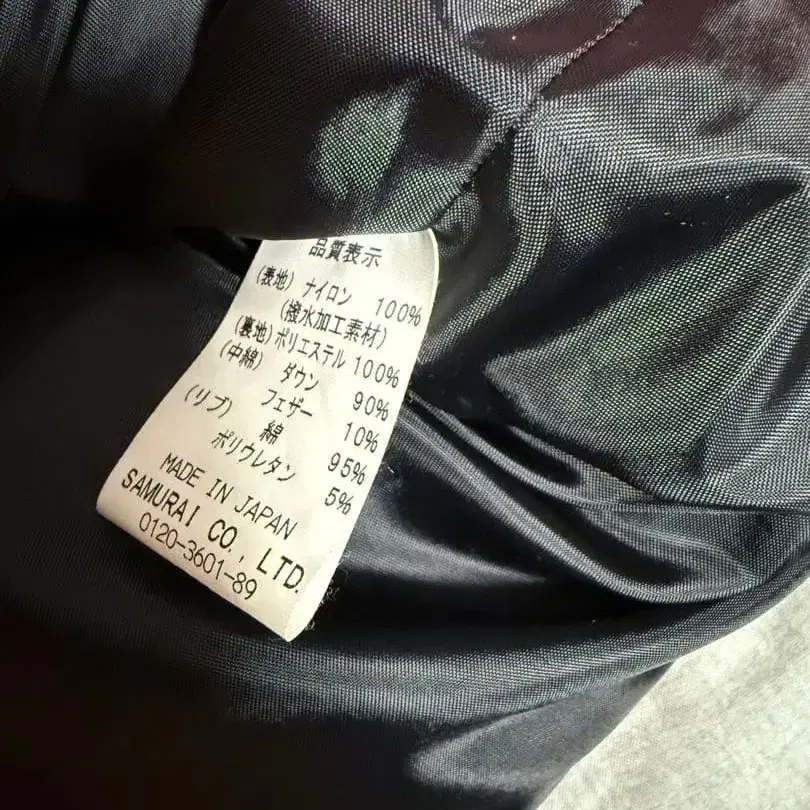 品質表示
(表地) ナイロン 100%
(撥水加工素材)
(裏地) ポリエステル 100%
(中綿) ダウン 90%
フェザー 10%
(リブ) 綿 95%
ポリウレタン 5%
MADE IN JAPAN
SAMURAI CO., LTD.
0120-3601-89